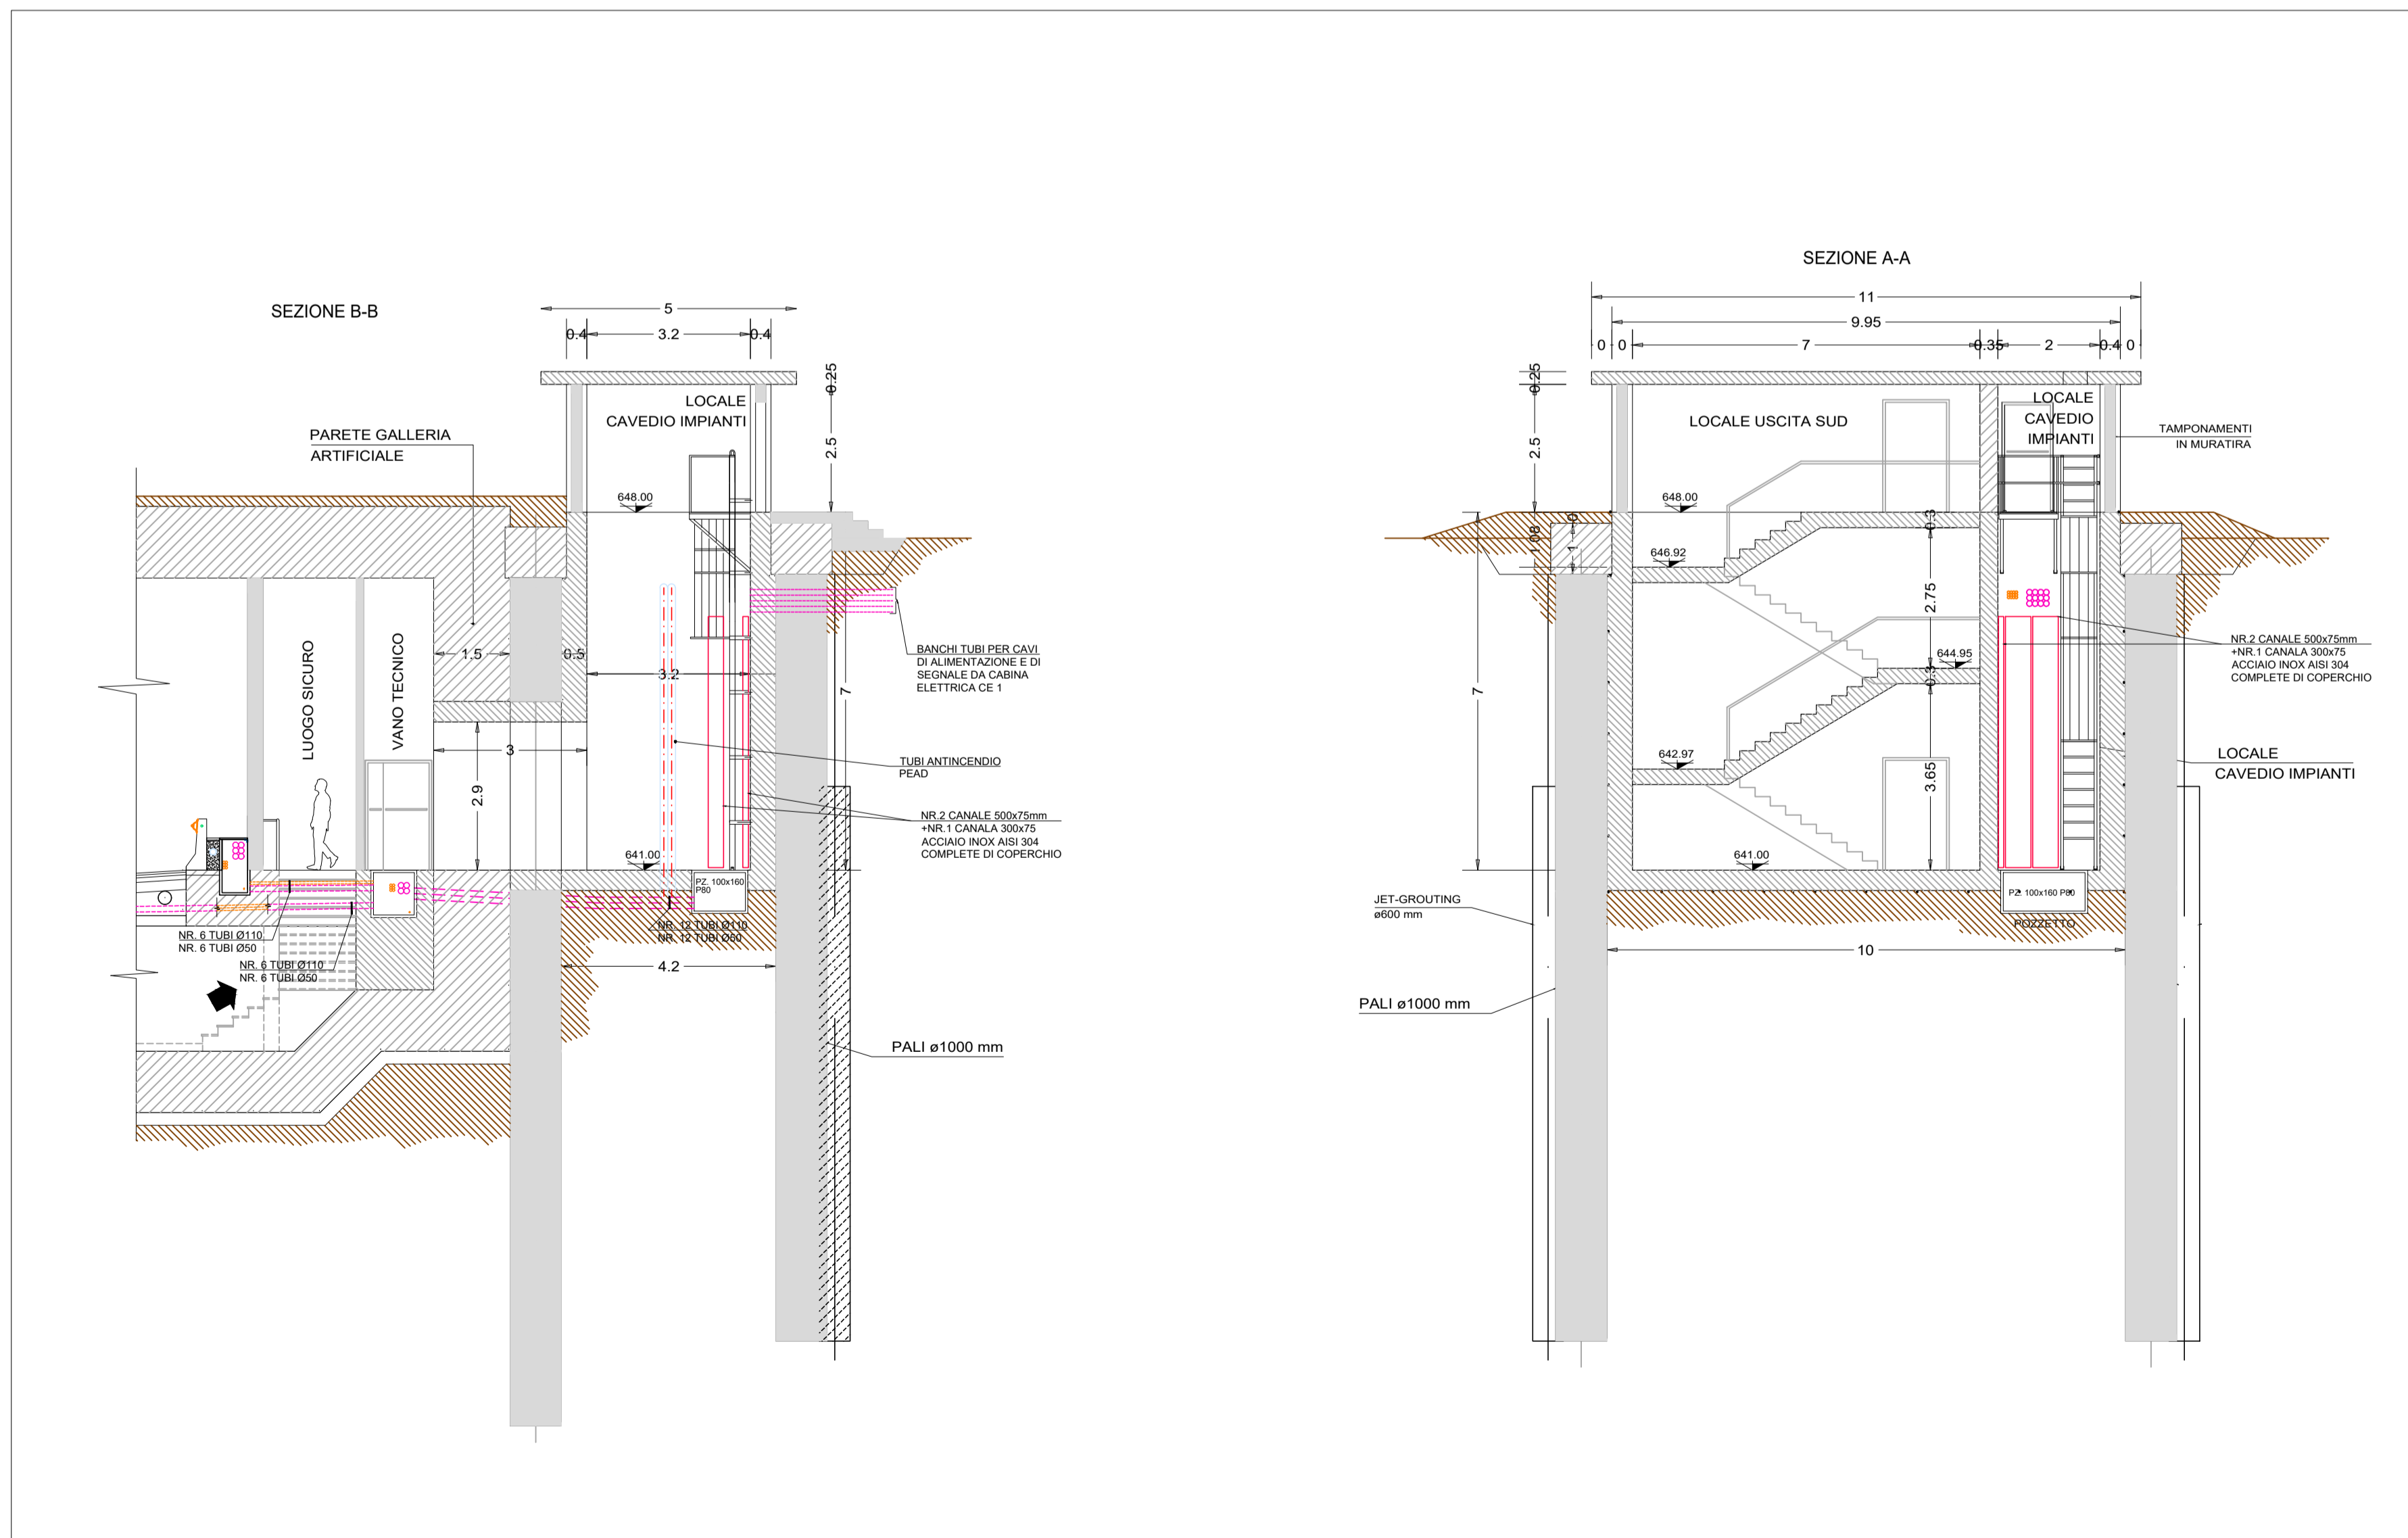 SEZIONE B-B
5
0.4
3.2
0.4
0.25
2.5
LOCALE
CAVEDIO IMPIANTI
PARETE GALLERIA
ARTIFICIALE
648.00
LUOGO SICURO
VANO TECNICO
1.5
0.5
3.2
7
3
2.9
641.00
BANCHI TUBI PER CAVI
DI ALIMENTAZIONE E DI
SEGNALE DA CABINA
ELETTRICA CE 1
TUBI ANTINCENDIO
PEAD
NR.2 CANALE 500x75mm
+NR.1 CANALA 300x75
ACCIAIO INOX AISI 304
COMPLETE DI COPERCHIO
PZ. 100x160
P80
NR. 6 TUBI Ø110
NR. 6 TUBI Ø50
NR. 6 TUBI Ø110
NR. 6 TUBI Ø50
NR. 12 TUBI Ø110
NR. 12 TUBI Ø50
4.2
PALI ø1000 mm
SEZIONE A-A
11
9.95
0
0
7
0.35
2
0.4
0
0.25
2.5
LOCALE USCITA SUD
LOCALE
CAVEDIO
IMPIANTI
TAMPONAMENTI
IN MURATIRA
648.00
1.08
1
0
0.3
646.92
2.75
644.95
0.3
7
642.97
3.65
641.00
NR.2 CANALE 500x75mm
+NR.1 CANALA 300x75
ACCIAIO INOX AISI 304
COMPLETE DI COPERCHIO
LOCALE
CAVEDIO IMPIANTI
PZ. 100x160 P80
POZZETTO
JET-GROUTING
ø600 mm
10
PALI ø1000 mm